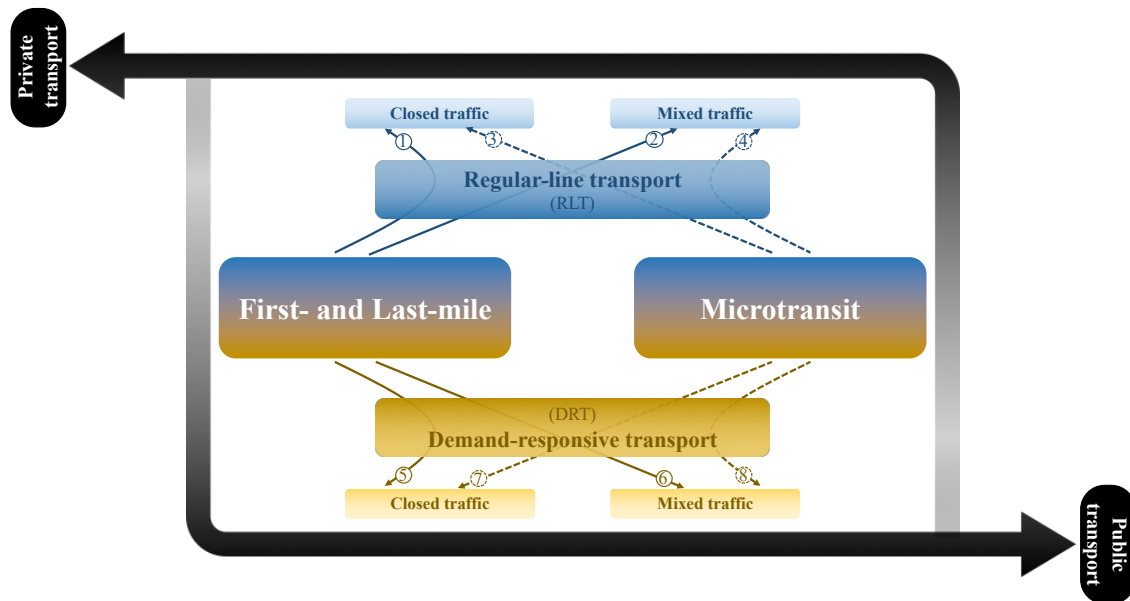 Private
transport
Closed traffic
Mixed traffic
1
3
2
4
Regular-line transport
(RLT)
First- and Last-mile
Microtransit
(DRT)
Demand-responsive transport
5
7
6
8
Closed traffic
Mixed traffic
Public
transport